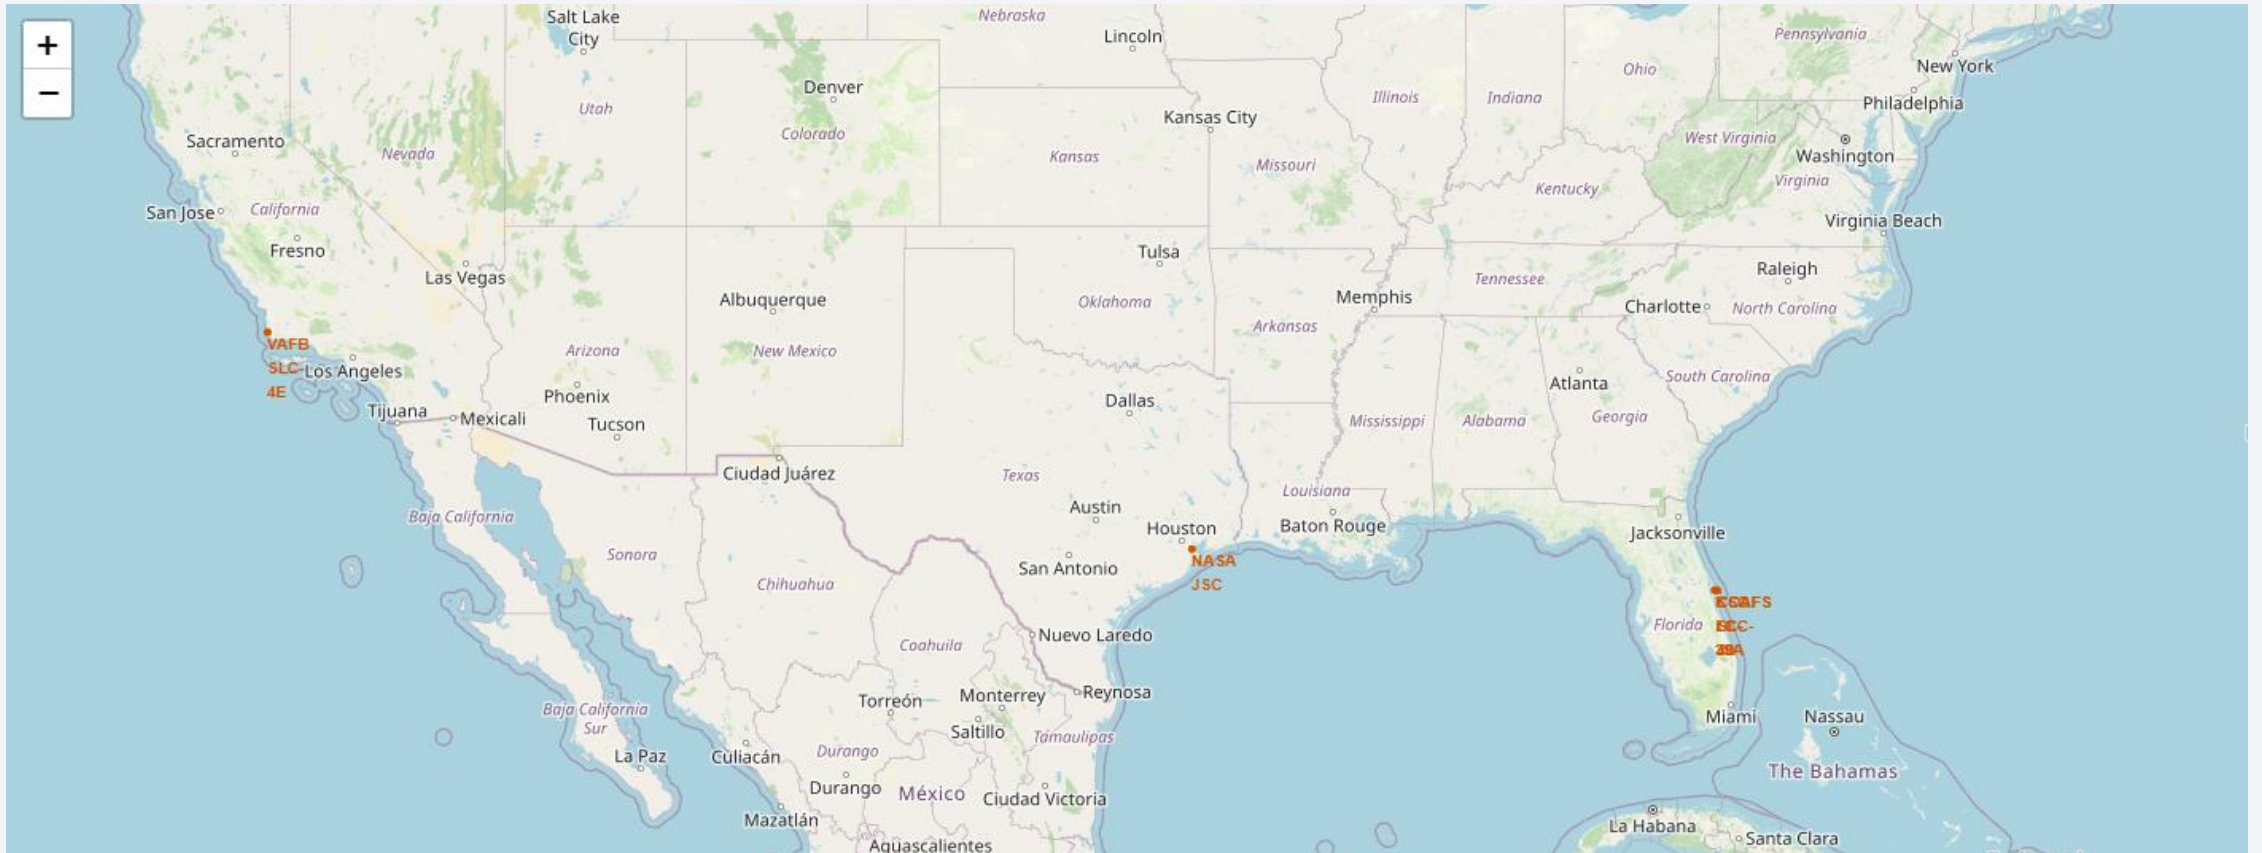 +
−
Salt Lake
City
Nebraska
Lincoln
Pennsylvania
New York
Denver
Ohio
Utah
Illinois
Indiana
Philadelphia
Kansas City
Colorado
Sacramento
West Virginia
Nevada
Kansas
Missouri
Washington
Virginia
Kentucky
San Jose
California
Virginia Beach
Fresno
Tulsa
Las Vegas
Tennessee
Raleigh
Albuquerque
Oklahoma
Memphis
Charlotte
North Carolina
Arkansas
VAFB
SLC-
4E
Arizona
New Mexico
Los Angeles
South Carolina
Atlanta
Phoenix
Dallas
Tijuana
Mexicali
Tucson
Mississippi
Alabama
Georgia
Ciudad Juárez
Texas
Louisiana
Austin
Baja California
Houston
Baton Rouge
Jacksonville
Sonora
NASA
JSC
San Antonio
Chihuahua
Florida
Nuevo Laredo
Coahuila
Torreón
Monterrey
Reynosa
Baja California
Sur
Saltillo
Tamaulipas
Miami
Nassau
La Paz
Culiacán
Durango
The Bahamas
Durango
México
Ciudad Victoria
Mazatlán
La Habana
Santa Clara
Aguascalientes